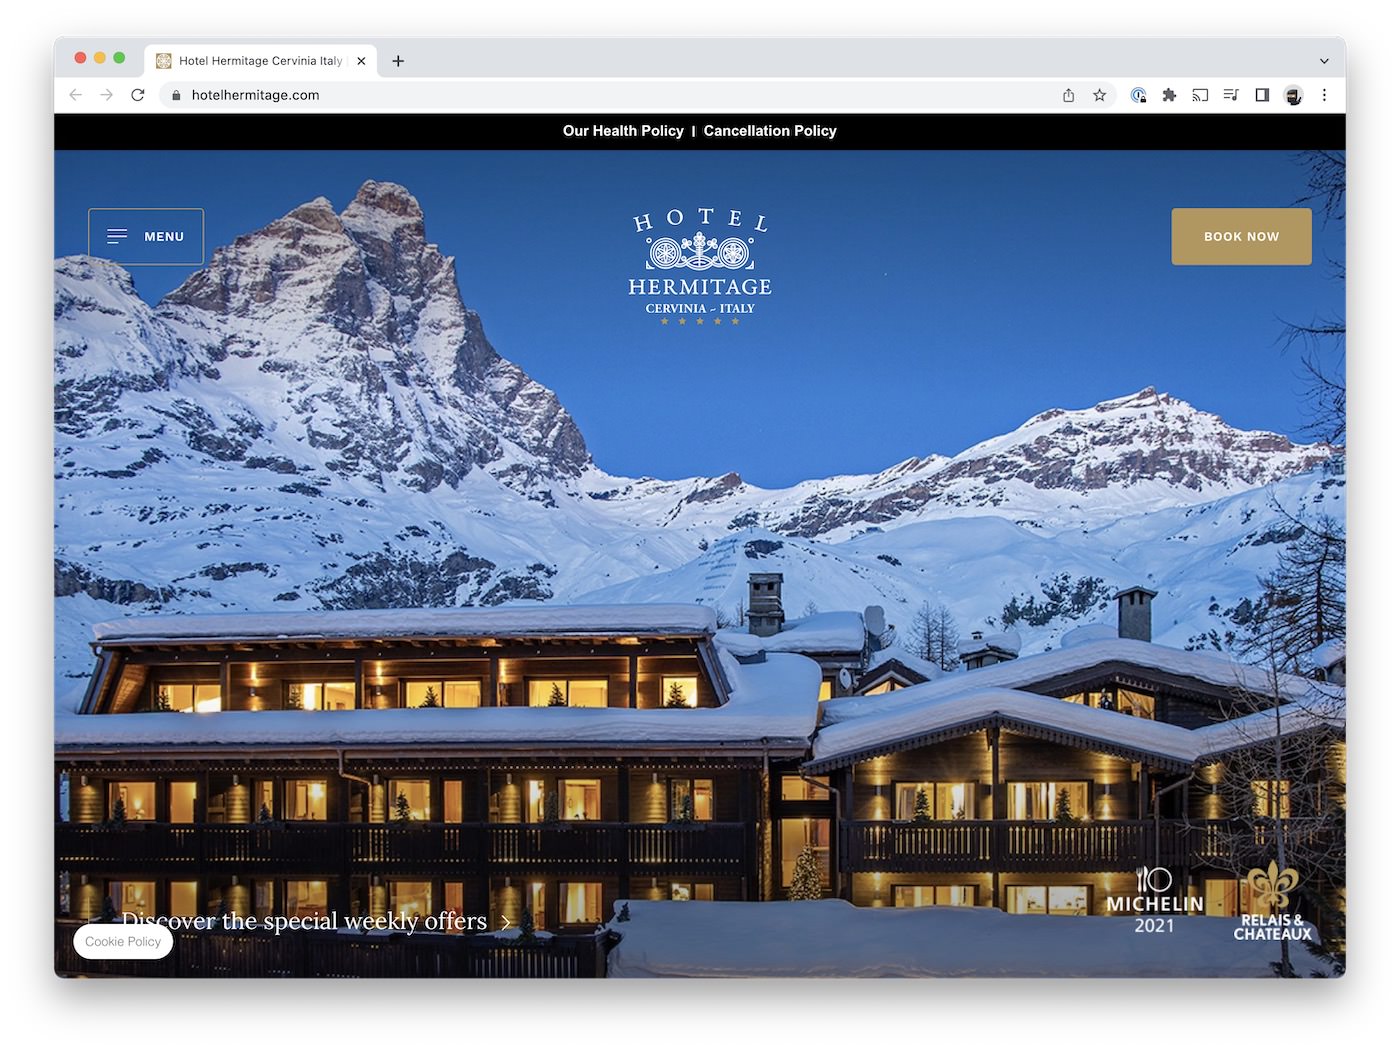 Hotel Hermitage Cervinia Italy
hotelhermitage.com
Our Health Policy | Cancellation Policy
MENU
HOTEL
HERMITAGE
CERVINIA ~ ITALY
BOOK NOW
Discover the special weekly offers
Cookie Policy
MICHELIN
2021
RELAIS &
CHATEAUX